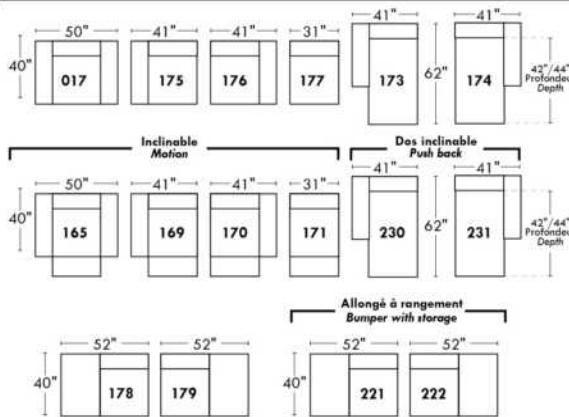 50" 41" 41" 31" 41" 41"
40" 017 175 176 177 173 62" 174 42"/44"
Profondeur
Depth
Inclinable Dos inclinable
Motion Push back
50" 41" 41" 31" 41" 41"
40" 165 169 170 171 230 62" 231 42"/44"
Profondeur
Depth
Allongé à rangement
Bumper with storage
52" 52" 52" 52"
40" 178 179 40" 221 222